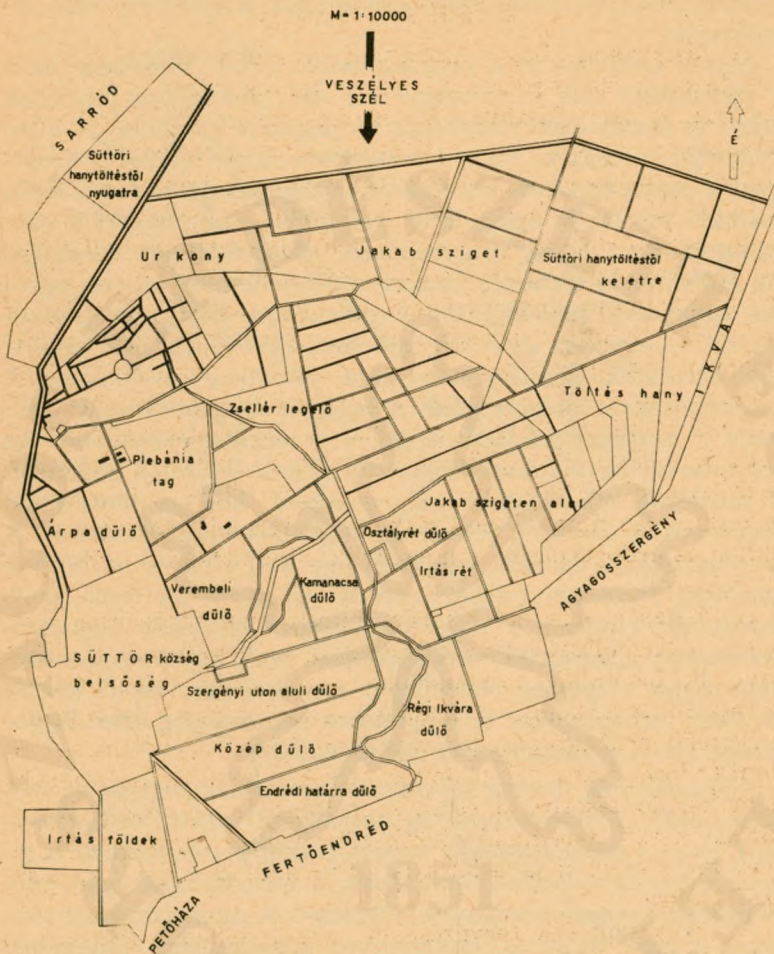 M= 1:10000
VESZÉLYES
SZÉL
É
SARRÓD
Süttöri
hanytöltéstől
nyugatra
Ur kony
Jakab sziget
Süttöri hanytöltéstől
keletre
IKVA
Töltés hany
Zsellér legelő
Plebánia
tag
Árpa dűlő
Jakab szigeten alul
Osztályrét dűlő
Irtás rét
AGYAGOSSZERGÉNY
Verembeli
dűlő
Kamanacsa
dűlő
SÜTTÖR község
belsőség
Szergényi uton aluli dűlő
Régi Ikvára
dűlő
Közép dűlő
Endrédi határra dűlő
Irtás földek
FERTŐENDRÉD
PETŐHÁZA
1851